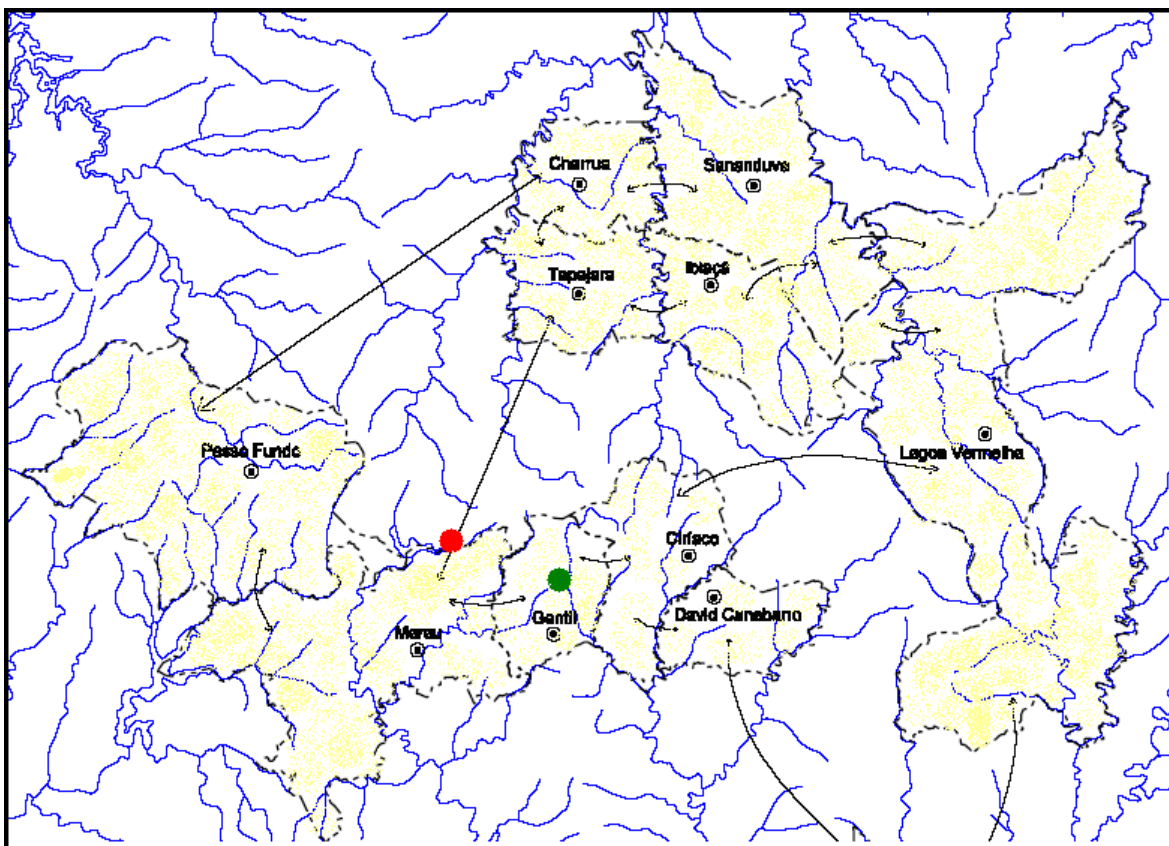 Charrua
Sananduva
Tapejara
Ibiaçá
Passo Fundo
Lagoa Vermelha
Ciríaco
David Canabarro
Gentil
Marau